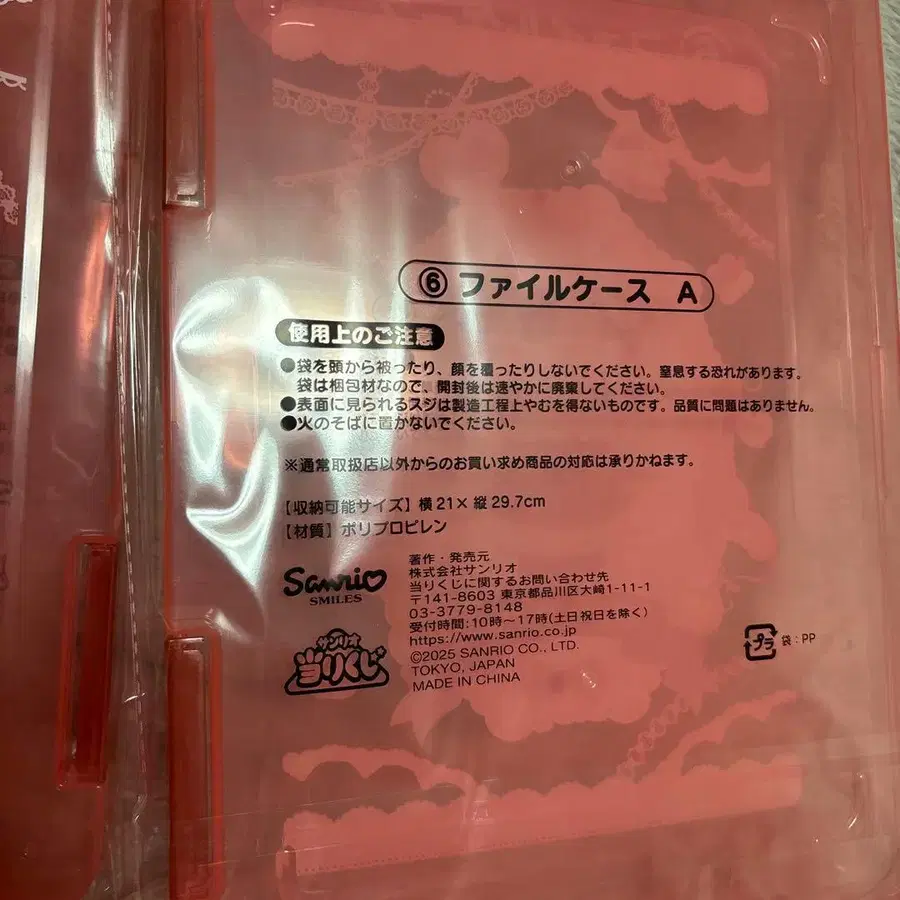 ⑥ ファイルケース A
使用上のご注意
●袋を頭から被ったり、顔を覆ったりしないでください。窒息する恐れがあります。
袋は梱包材なので、開封後は速やかに廃棄してください。
●表面に見られるスジは製造工程上やむを得ないものです。品質に問題はありません。
●火のそばに置かないでください。
※通常取扱店以外からのお買い求め商品の対応は承りかねます。
【収納可能サイズ】横21×縦29.7cm
【材質】ポリプロピレン
Sanrio
SMILES
サンリオ
当りくじ
著作・発売元
株式会社サンリオ
当りくじに関するお問い合わせ先
〒141-8603 東京都品川区大崎1-11-1
03-3779-8148
受付時間:10時〜17時(土日祝日を除く)
https://www.sanrio.co.jp
©2025 SANRIO CO., LTD.
TOKYO, JAPAN
MADE IN CHINA
プラ 袋:PP